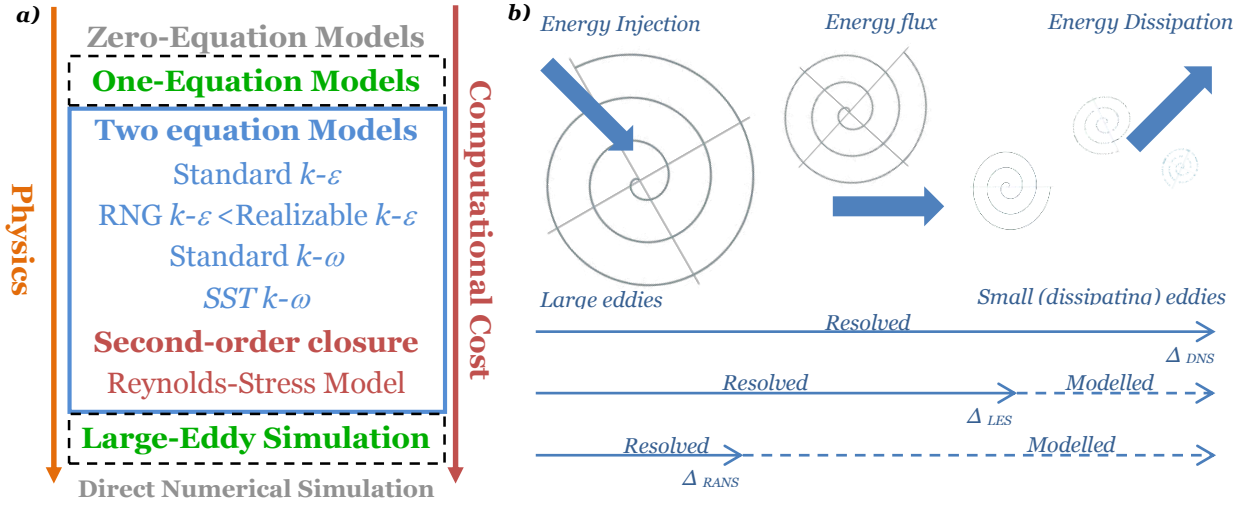 a)
Zero-Equation Models
One-Equation Models
Two equation Models
Standard k-ε
RNG k-ε <Realizable k-ε
Standard k-ω
SST k-ω
Second-order closure
Reynolds-Stress Model
Large-Eddy Simulation
Direct Numerical Simulation
Physics
Computational Cost
b)
Energy Injection
Energy flux
Energy Dissipation
Large eddies
Small (dissipating) eddies
Resolved
Δ DNS
Resolved
Modelled
Δ LES
Resolved
Modelled
Δ RANS